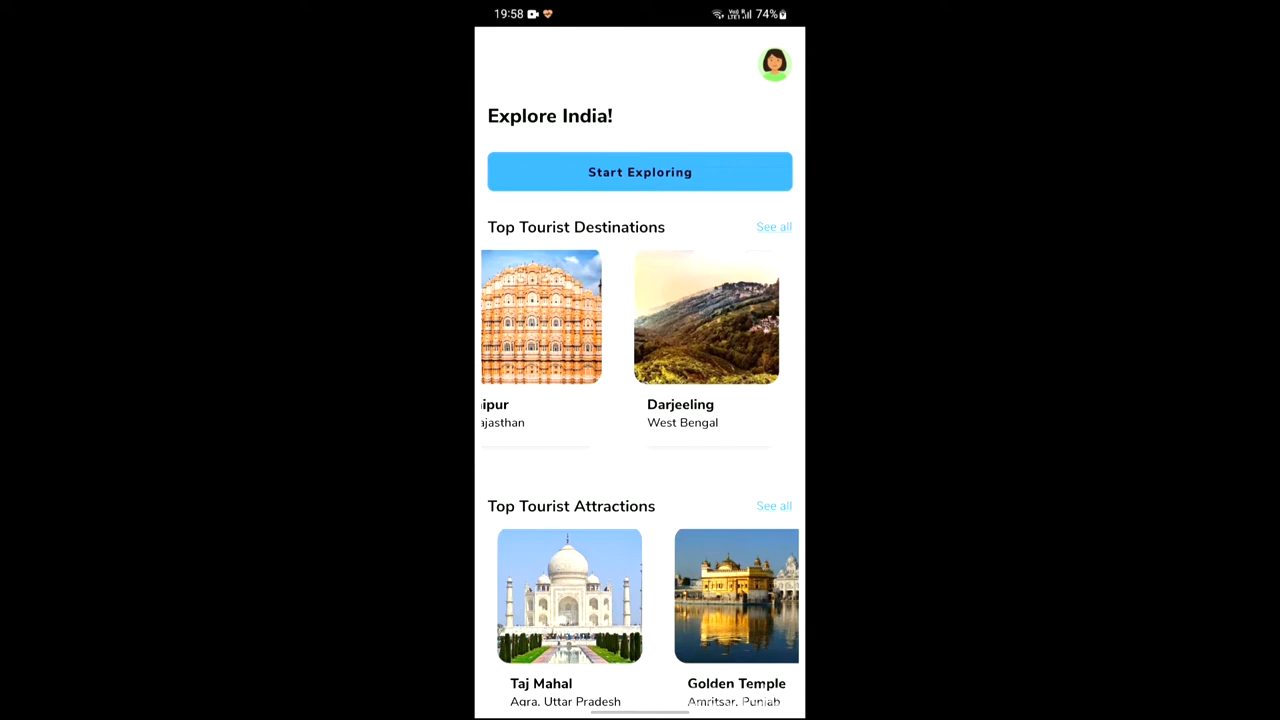 19:58 74%
Explore India!
Start Exploring
Top Tourist Destinations See all
ipur Darjeeling
ajasthan West Bengal
Top Tourist Attractions See all
Taj Mahal Golden Temple
Agra, Uttar Pradesh Amritsar, Punjab